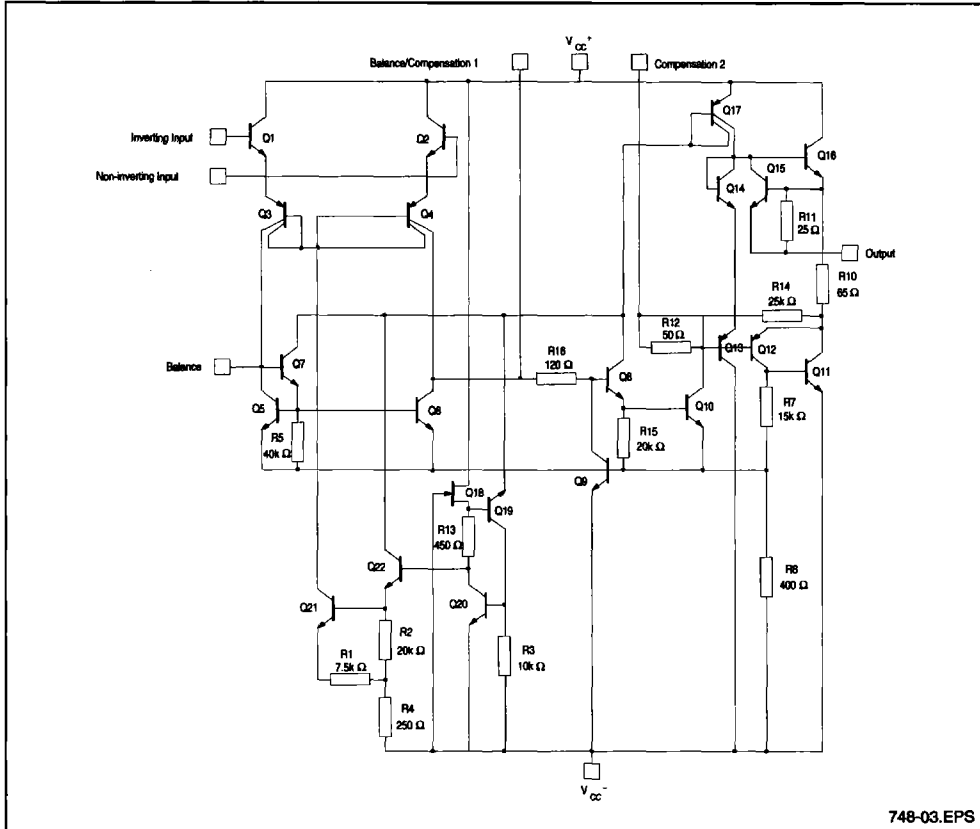 Balance/Compensation 1
V CC +
Compensation 2
Q17
Inverting Input
Q1
Q2
Q15
Q16
Non-inverting Input
Q14
Q3
Q4
R11
25 Ω
Output
R10
65 Ω
R14
25k Ω
R12
50 Ω
Q13
Q12
Q11
Balance
Q7
R16
120 Ω
Q8
Q10
R7
15k Ω
Q5
R5
40k Ω
Q6
R15
20k Ω
Q9
Q18
Q19
R13
450 Ω
Q22
Q20
Q21
R8
400 Ω
R2
20k Ω
R1
7.5k Ω
R3
10k Ω
R4
250 Ω
V CC -
748-03.EPS